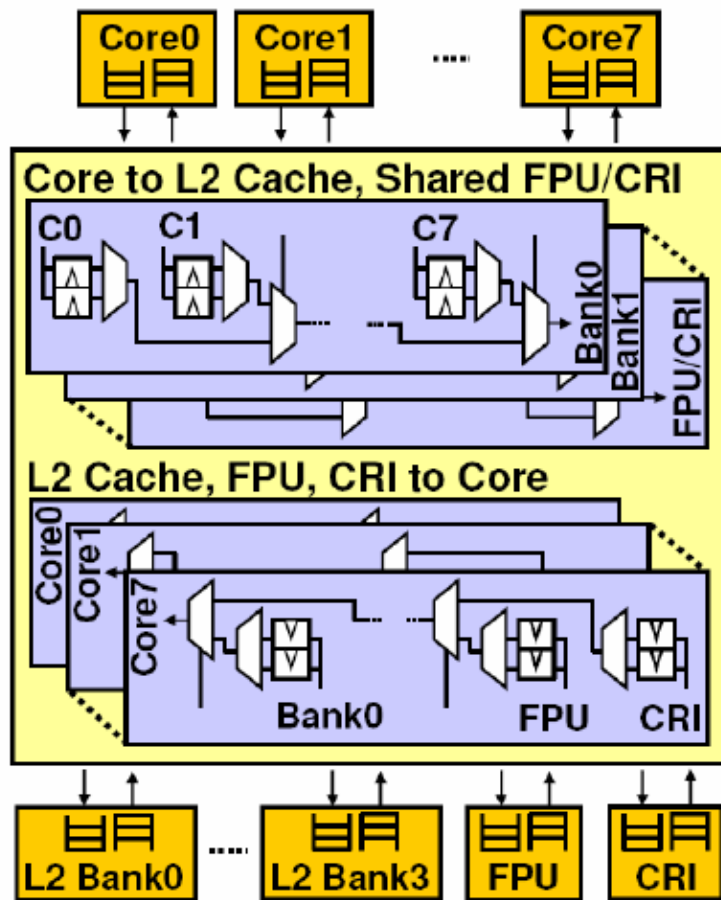 Core0 Core1 Core7
Core to L2 Cache, Shared FPU/CRI
C0 C1 C7
Bank0
Bank1
FPU/CRI
L2 Cache, FPU, CRI to Core
Core0
Core1
Core7
Bank0 FPU CRI
L2 Bank0 L2 Bank3 FPU CRI